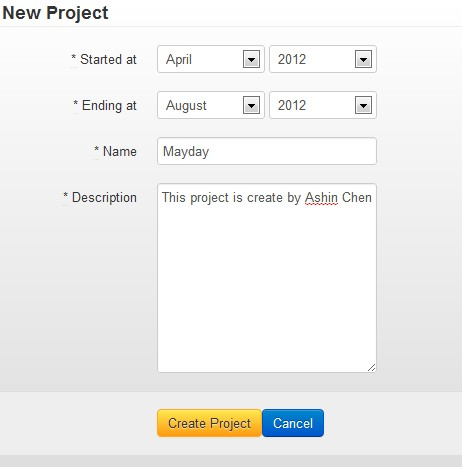 New Project
* Started at April 2012
* Ending at August 2012
* Name Mayday
* Description This project is create by Ashin Chen
Create Project Cancel